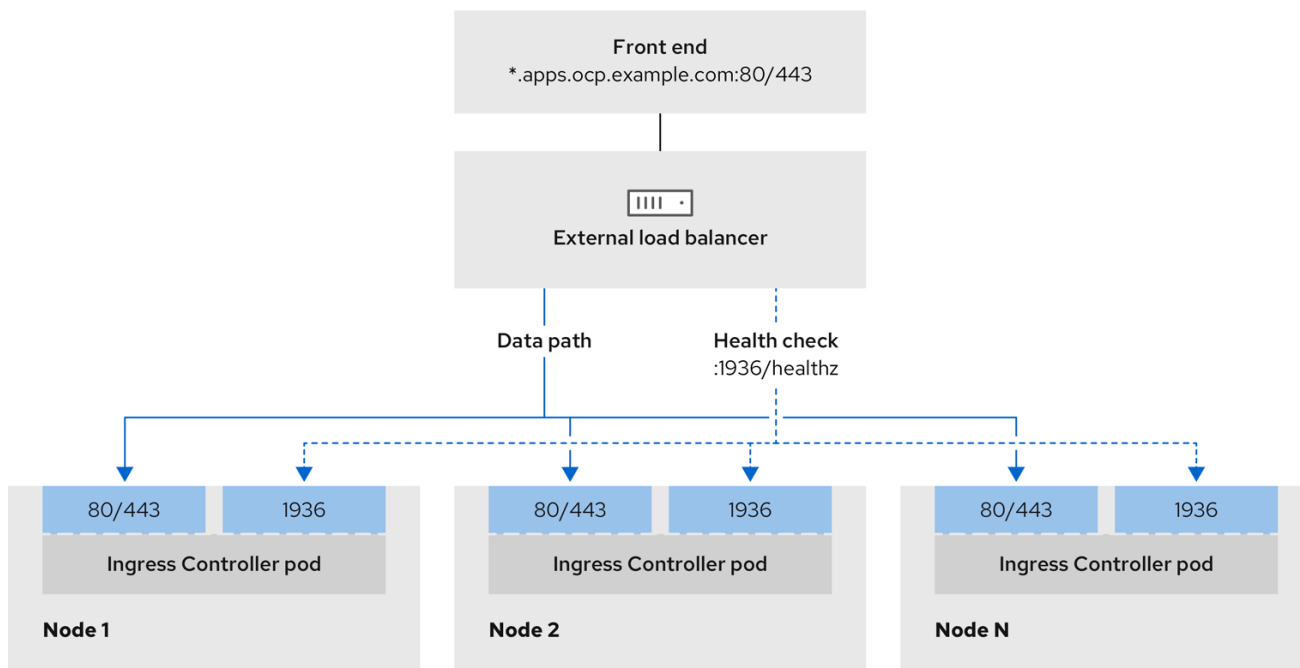 Front end
*.apps.ocp.example.com:80/443
External load balancer
Data path
Health check
:1936/healthz
80/443
1936
80/443
1936
80/443
1936
Ingress Controller pod
Ingress Controller pod
Ingress Controller pod
Node 1
Node 2
Node N